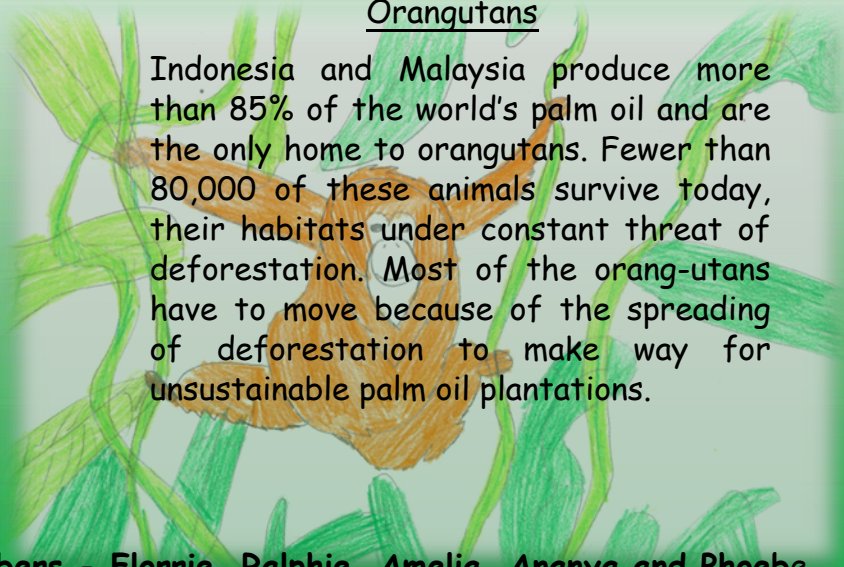 Orangutans
Indonesia and Malaysia produce more
than 85% of the world's palm oil and are
the only home to orangutans. Fewer than
80,000 of these animals survive today,
their habitats under constant threat of
deforestation. Most of the orang-utans
have to move because of the spreading
of deforestation to make way for
unsustainable palm oil plantations.
- Florrie, Ralphie, Amelia, Ananya and Phoebe